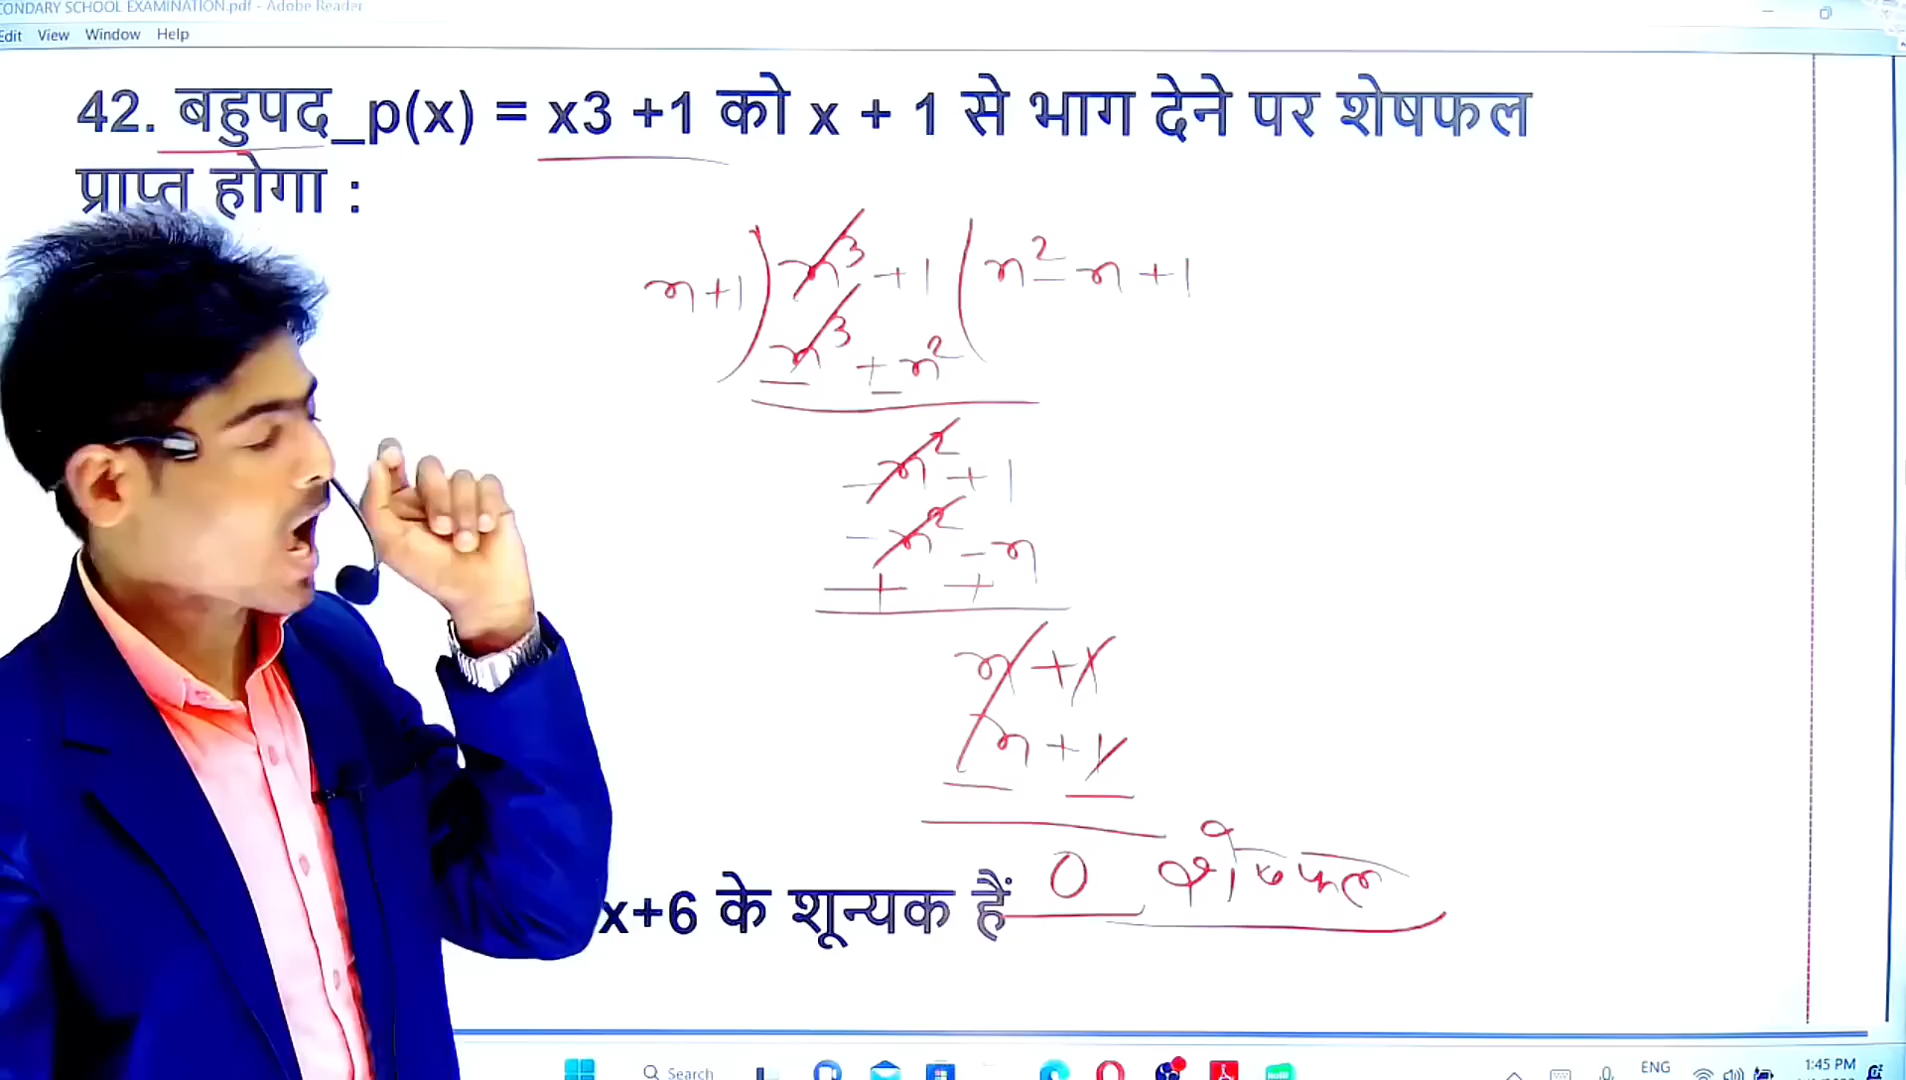 CONDARY SCHOOL EXAMINATION.pdf - Adobe Reader
Edit View Window Help
42. बहुपद_p(x) = x3 +1 को x + 1 से भाग देने पर शेषफल
प्राप्त होगा :
x+1 ) x³ + 1 ( x² - x + 1
x³ + x²
- x² + 1
- x² - x
+ +
x + 1
x + 1
0 शेषफल
x+6 के शून्यक हैं
Search
ENG
1:45 PM